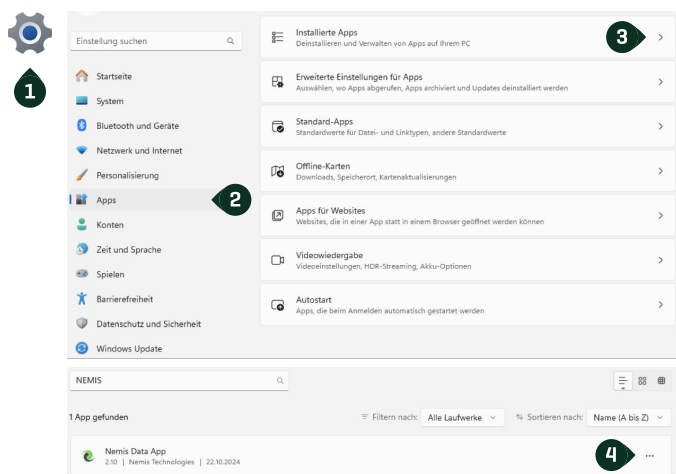 1
Einstellung suchen
Startseite
System
Bluetooth und Geräte
Netzwerk und Internet
Personalisierung
Apps
2
Konten
Zeit und Sprache
Spielen
Barrierefreiheit
Datenschutz und Sicherheit
Windows Update
Installierte Apps
Deinstallieren und Verwalten von Apps auf Ihrem PC
3
Erweiterte Einstellungen für Apps
Auswählen, wo Apps abgerufen, Apps archiviert und Updates deinstalliert werden
Standard-Apps
Standardwerte für Datei- und Linktypen, andere Standardwerte
Offline-Karten
Downloads, Speicherort, Kartenaktualisierungen
Apps für Websites
Websites, die in einer App statt in einem Browser geöffnet werden können
Videowiedergabe
Videoeinstellungen, HDR-Streaming, Akku-Optionen
Autostart
Apps, die beim Anmelden automatisch gestartet werden
NEMIS
1 App gefunden
Filtern nach: Alle Laufwerke
Sortieren nach: Name (A bis Z)
Nemis Data App
2.10 | Nemis Technologies | 22.10.2024
4